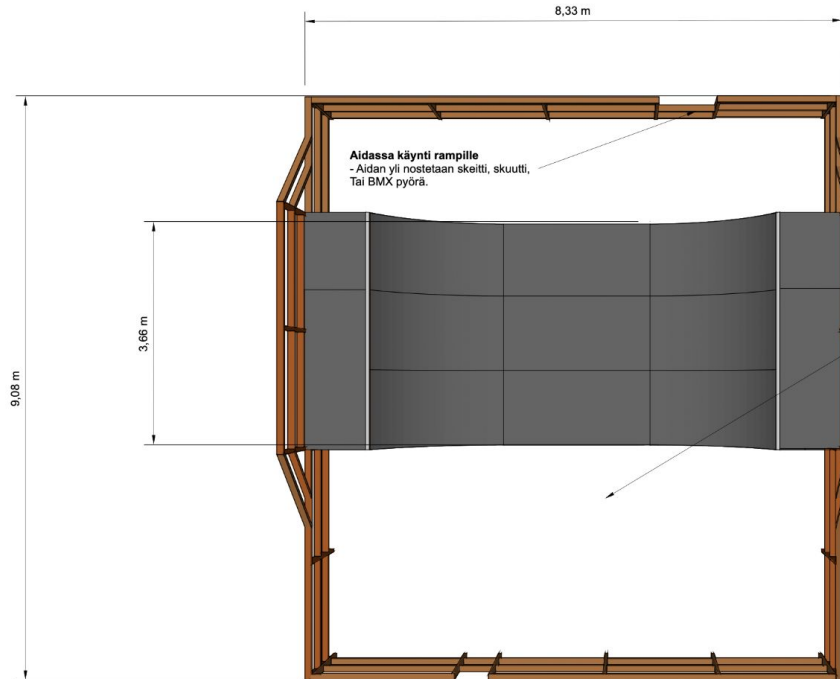 8,33 m
Aidassa käynti rampille
- Aidan yli nostetaan skeitti, skuutti,
Tai BMX pyörä.
3,66 m
9,08 m